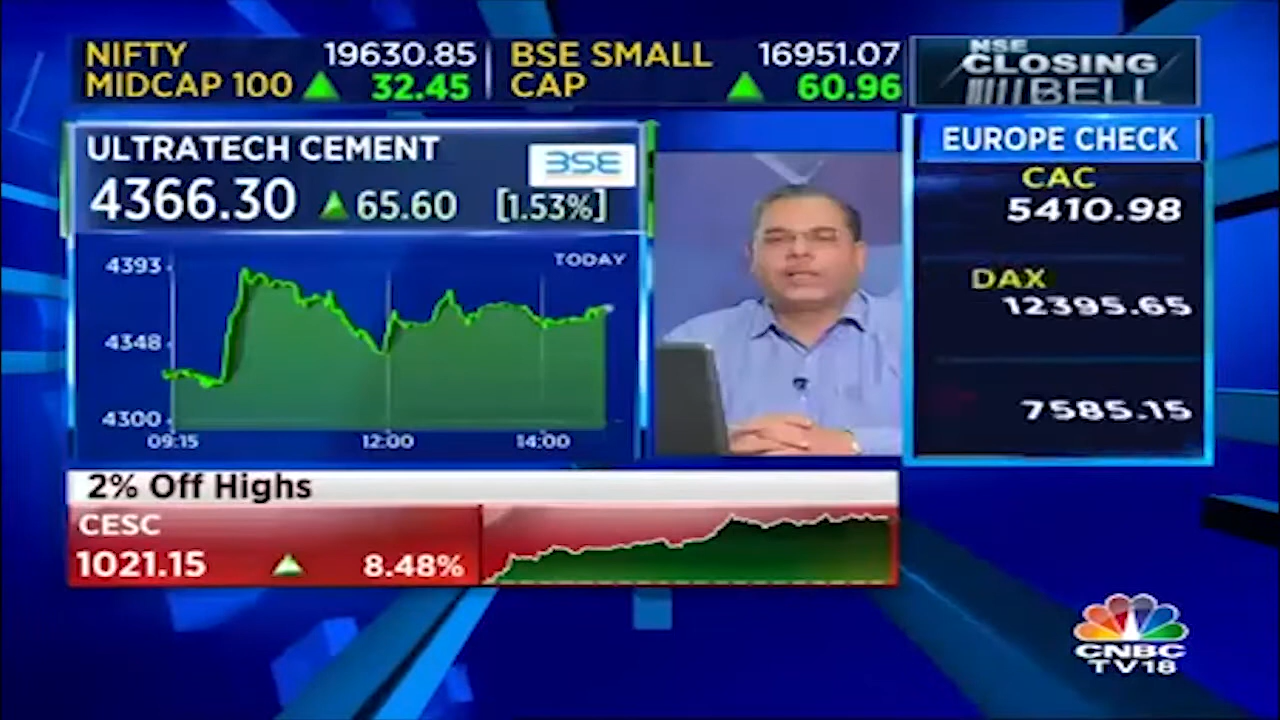 NIFTY 19630.85
MIDCAP 100 ▲ 32.45
BSE SMALL 16951.07
CAP ▲ 60.96
NSE
CLOSING
BELL
ULTRATECH CEMENT
BSE
4366.30 ▲ 65.60 [1.53%]
TODAY
4393
4348
4300
09:15 12:00 14:00
EUROPE CHECK
CAC
5410.98
DAX
12395.65
7585.15
2% Off Highs
CESC
1021.15 ▲ 8.48%
CNBC
TV18